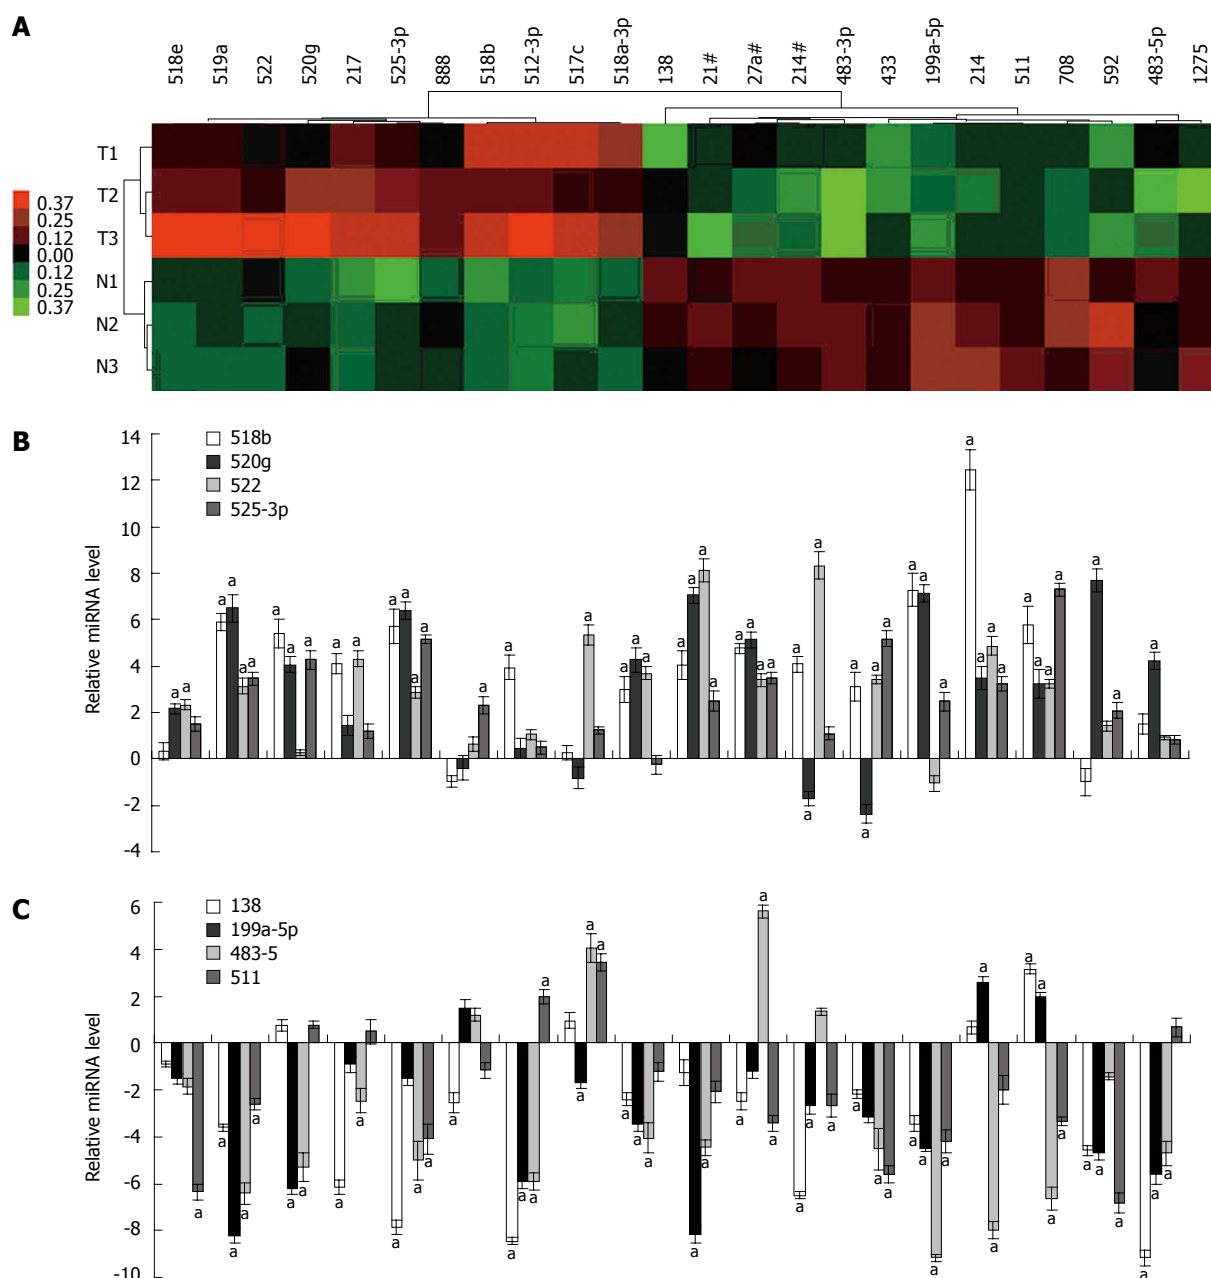 A
518e 519a 522 520g 217 525-3p 888 518b 512-3p 517c 518a-3p 138 21# 27a# 214# 483-3p 433 199a-5p 214 511 708 592 483-5p 1275
T1
T2
T3
N1
N2
N3
0.37
0.25
0.12
0.00
0.12
0.25
0.37
B
518b
520g
522
525-3p
Relative miRNA level
14
12
10
8
6
4
2
0
-2
-4
a a a a a a a a a a a a a a a a a a a a a a a a a a a a a a a a a a a a a a a a a a a a a a a
C
138
199a-5p
483-5
511
Relative miRNA level
6
4
2
0
-2
-4
-6
-8
-10
a a a a a a a a a a a a a a a a a a a a a a a a a a a a a a a a a a a a a a a a a a a a a a a